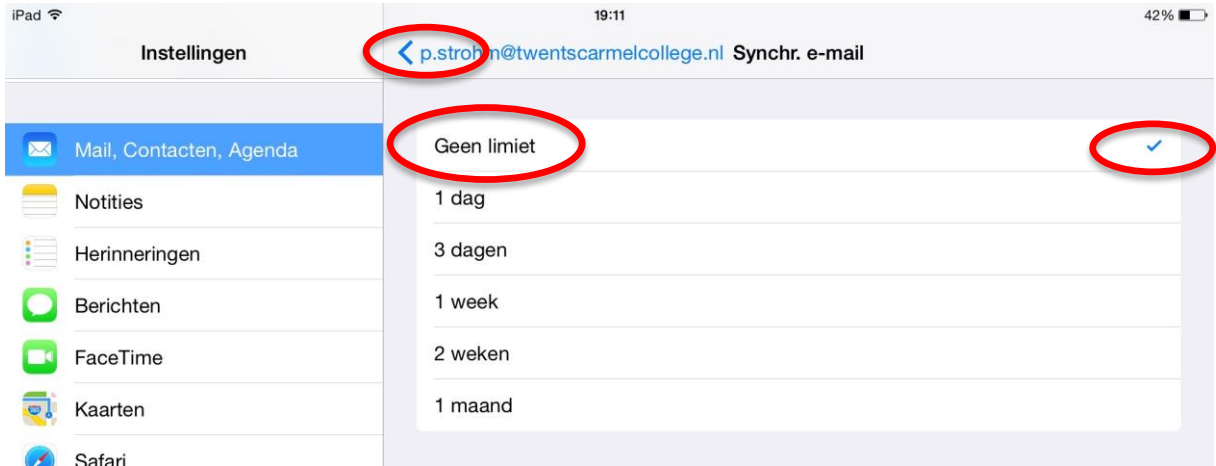 iPad 19:11 42%
Instellingen
p.strohm@twentscarmelcollege.nl Synchr. e-mail
Mail, Contacten, Agenda
Notities
Herinneringen
Berichten
FaceTime
Kaarten
Safari
Geen limiet
1 dag
3 dagen
1 week
2 weken
1 maand